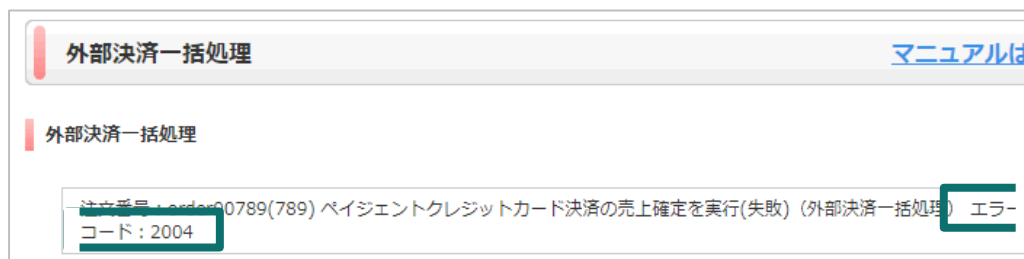 外部決済一括処理
マニュアルは
外部決済一括処理
注文番号：order00789(789) ペイジェントクレジットカード決済の売上確定を実行(失敗)（外部決済一括処理） エラー
コード：2004